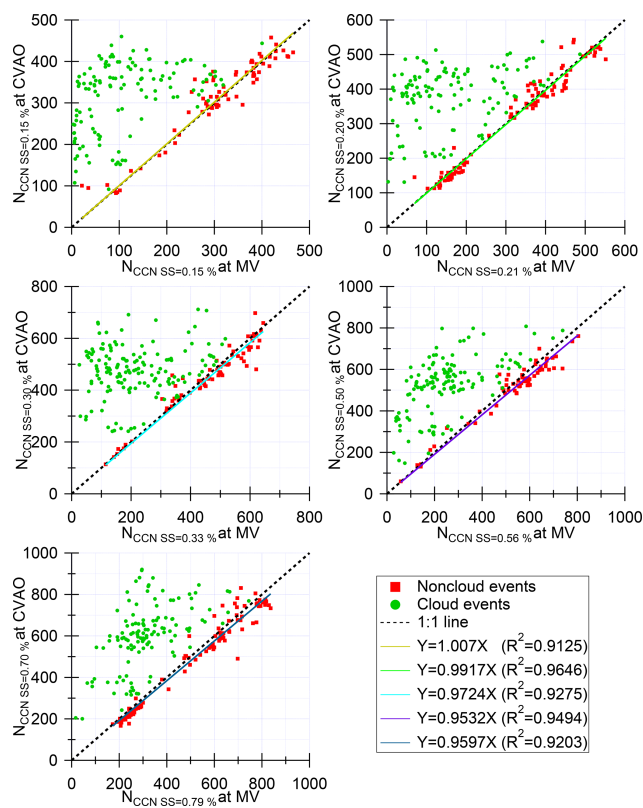 500
400
300
200
100
0
N_CCN SS=0.15 % at CVAO
0 100 200 300 400 500
N_CCN SS=0.15 % at MV
600
500
400
300
200
100
0
N_CCN SS=0.20 % at CVAO
0 100 200 300 400 500 600
N_CCN SS=0.21 % at MV
800
600
400
200
0
N_CCN SS=0.30 % at CVAO
0 200 400 600 800
N_CCN SS=0.33 % at MV
1000
800
600
400
200
0
N_CCN SS=0.50 % at CVAO
0 200 400 600 800 1000
N_CCN SS=0.56 % at MV
1000
800
600
400
200
0
N_CCN SS=0.70 % at CVAO
0 200 400 600 800 1000
N_CCN SS=0.79 % at MV
Noncloud events
Cloud events
1:1 line
Y=1.007X (R²=0.9125)
Y=0.9917X (R²=0.9646)
Y=0.9724X (R²=0.9275)
Y=0.9532X (R²=0.9494)
Y=0.9597X (R²=0.9203)